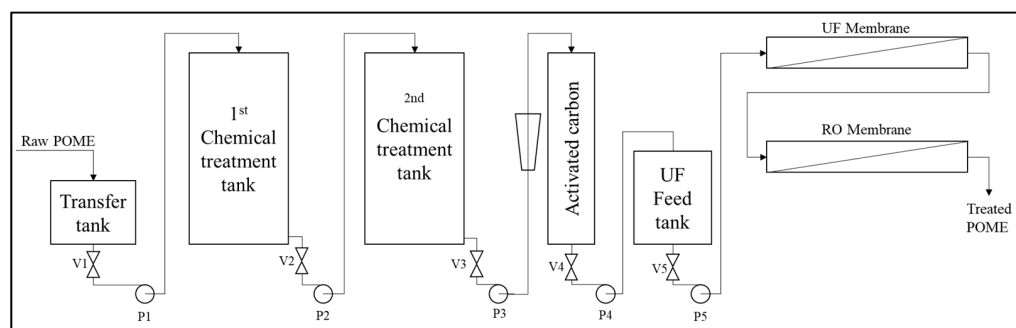 Raw POME
Transfer
tank
V1
P1
1st
Chemical
treatment
tank
V2
P2
2nd
Chemical
treatment
tank
V3
P3
Activated carbon
V4
P4
UF
Feed
tank
V5
P5
UF Membrane
RO Membrane
Treated
POME